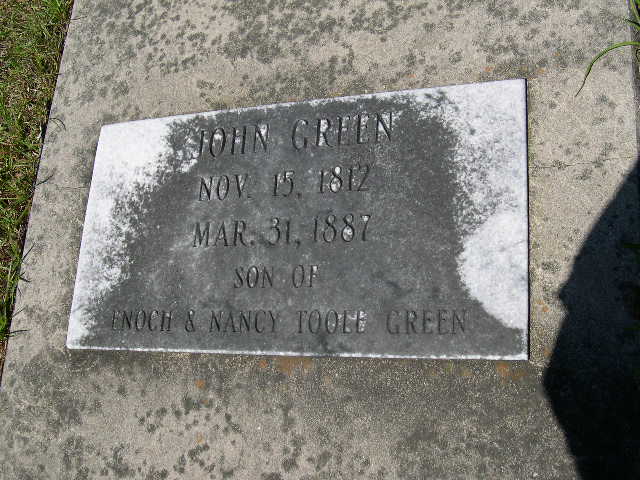 JOHN GREEN
NOV. 15, 1812
MAR. 31, 1887
SON OF
ENOCH & NANCY TOOLE GREEN